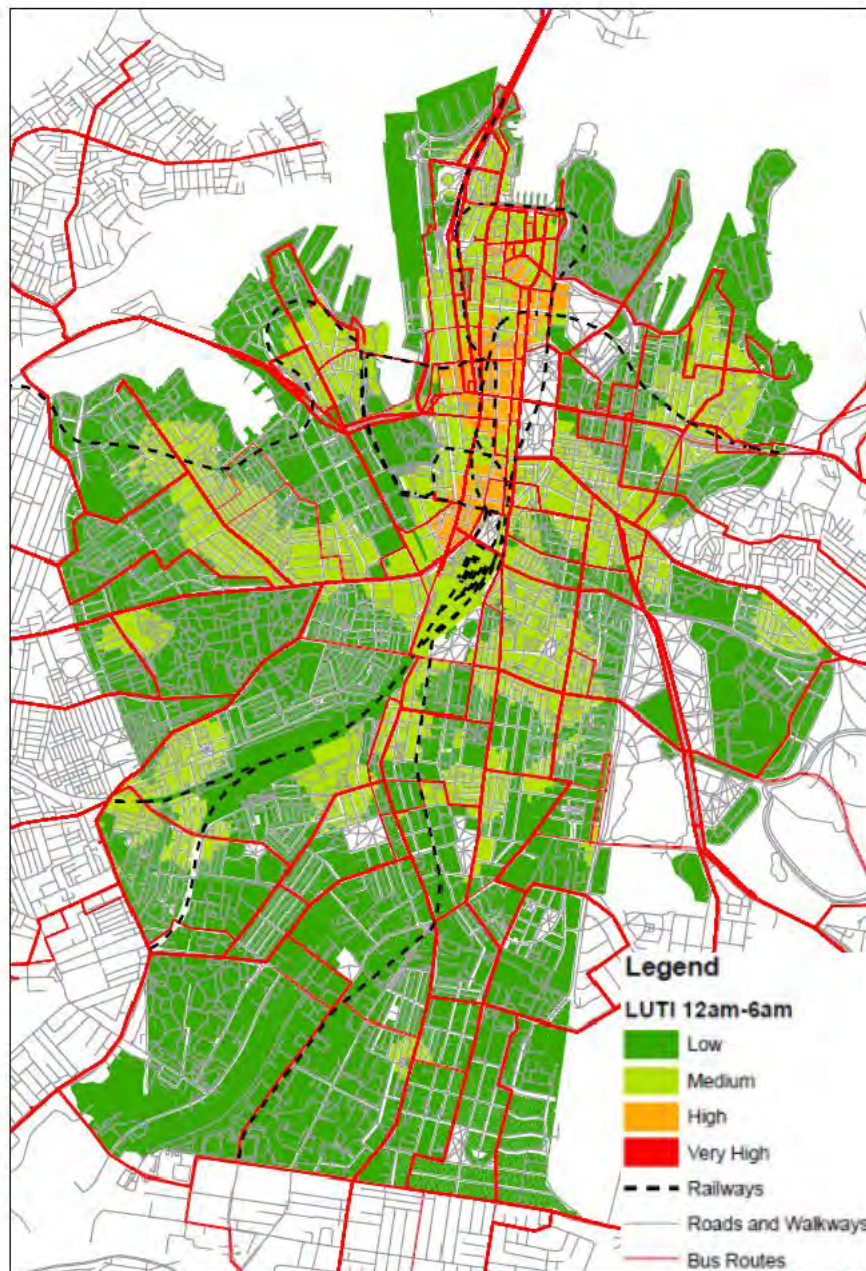 Legend
LUTI 12am-6am
Low
Medium
High
Very High
Railways
Roads and Walkways
Bus Routes